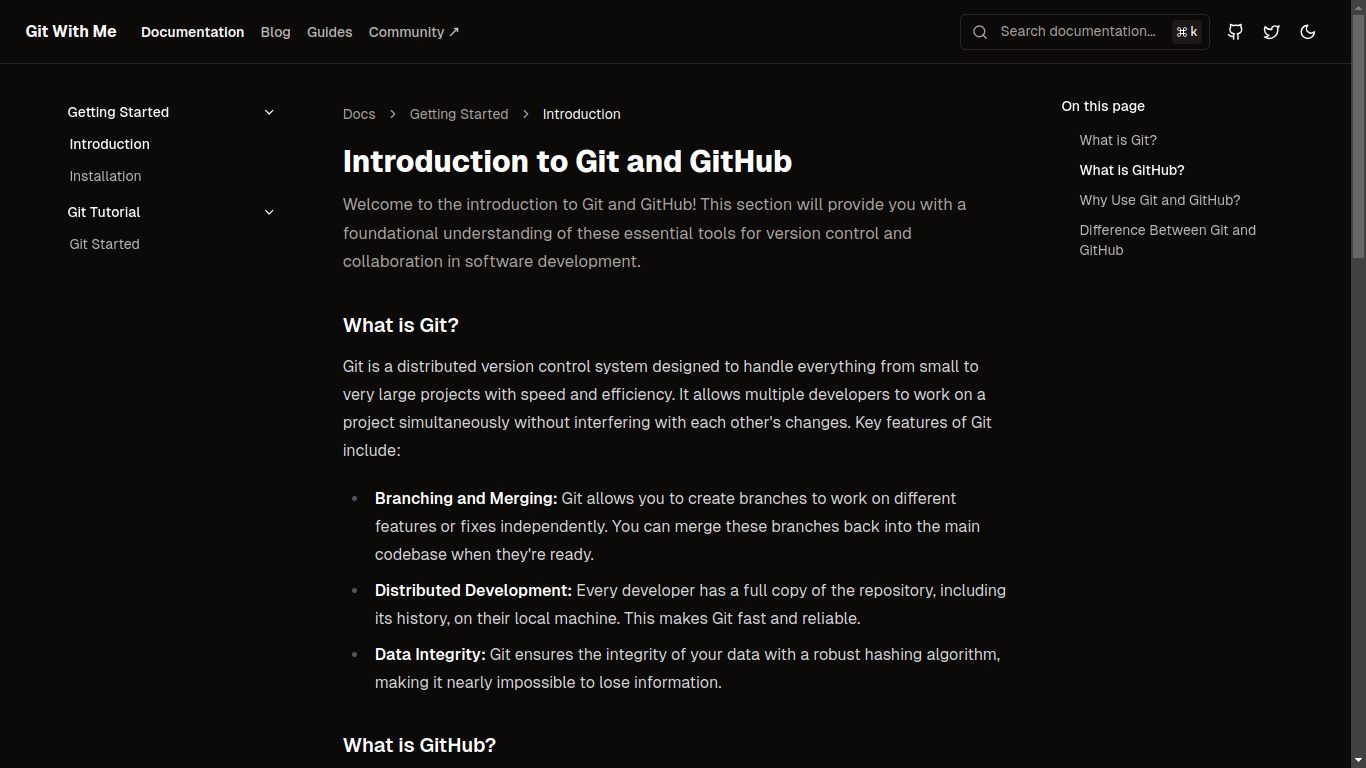 Git With Me Documentation Blog Guides Community ↗ Search documentation... ⌘ k
Getting Started
Introduction
Installation
Git Tutorial
Git Started
Docs > Getting Started > Introduction
Introduction to Git and GitHub
Welcome to the introduction to Git and GitHub! This section will provide you with a
foundational understanding of these essential tools for version control and
collaboration in software development.
What is Git?
Git is a distributed version control system designed to handle everything from small to
very large projects with speed and efficiency. It allows multiple developers to work on a
project simultaneously without interfering with each other's changes. Key features of Git
include:
• Branching and Merging: Git allows you to create branches to work on different
features or fixes independently. You can merge these branches back into the main
codebase when they're ready.
• Distributed Development: Every developer has a full copy of the repository, including
its history, on their local machine. This makes Git fast and reliable.
• Data Integrity: Git ensures the integrity of your data with a robust hashing algorithm,
making it nearly impossible to lose information.
What is GitHub?
On this page
What is Git?
What is GitHub?
Why Use Git and GitHub?
Difference Between Git and
GitHub